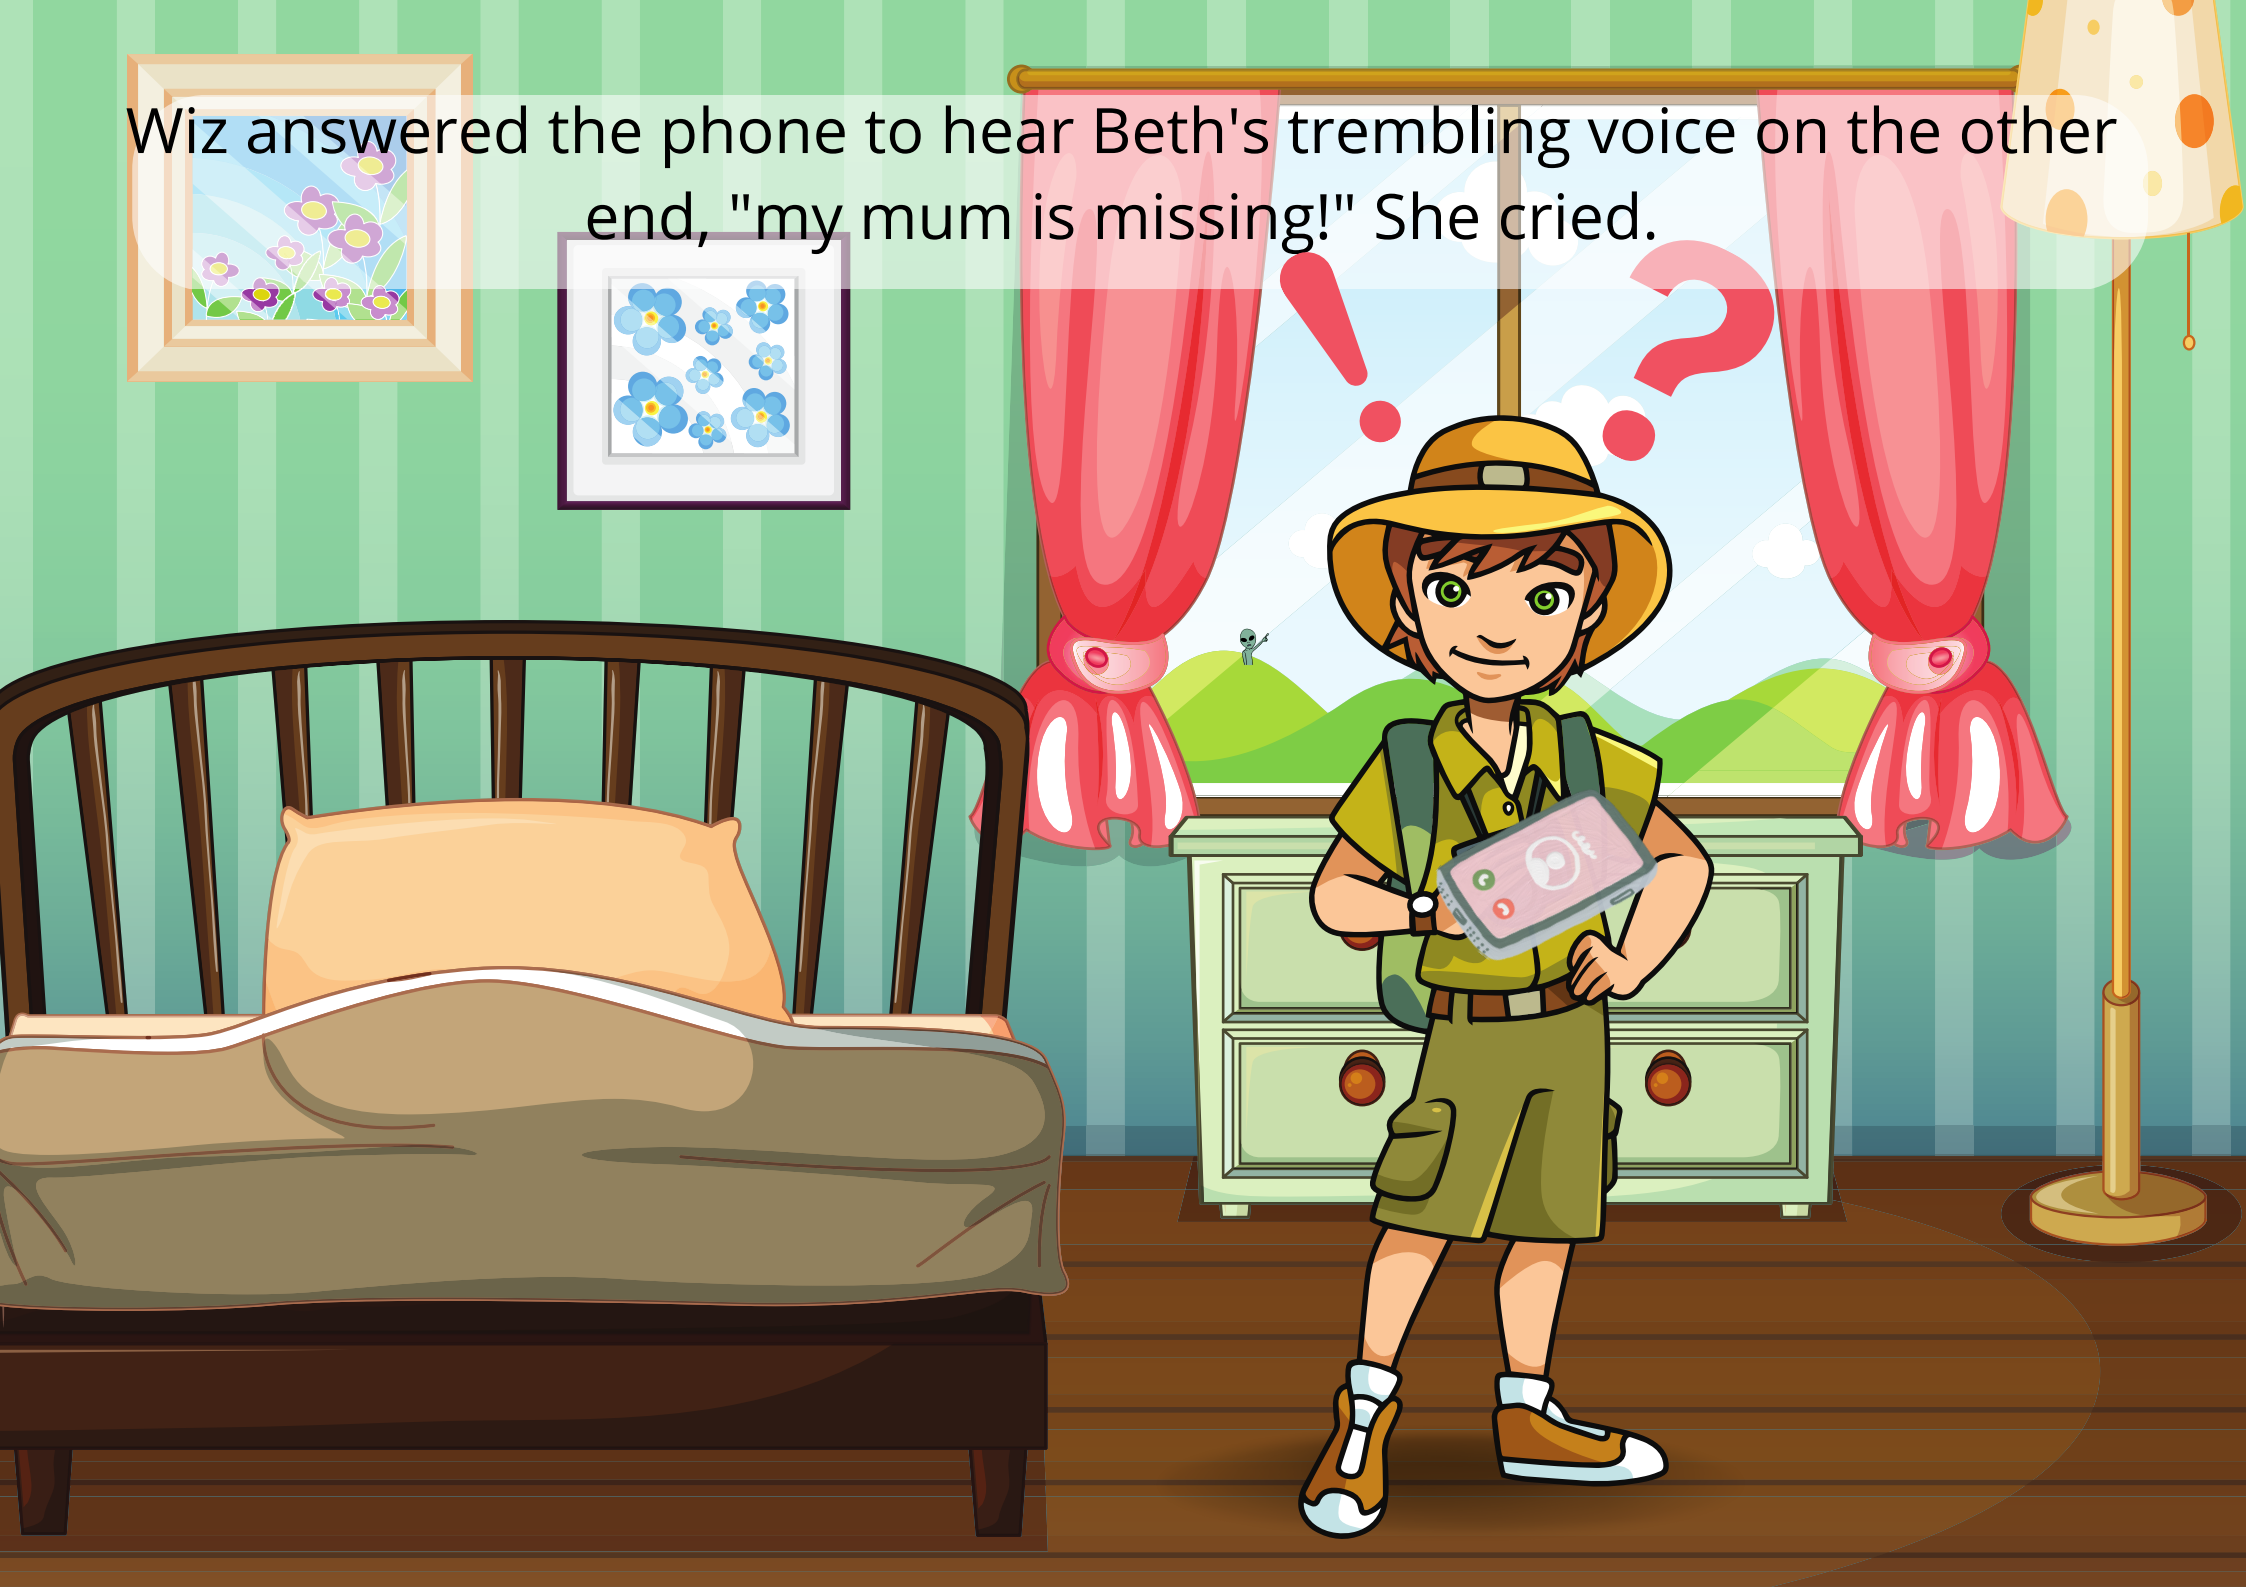 Wiz answered the phone to hear Beth's trembling voice on the other
end, "my mum is missing!" She cried.
! ?